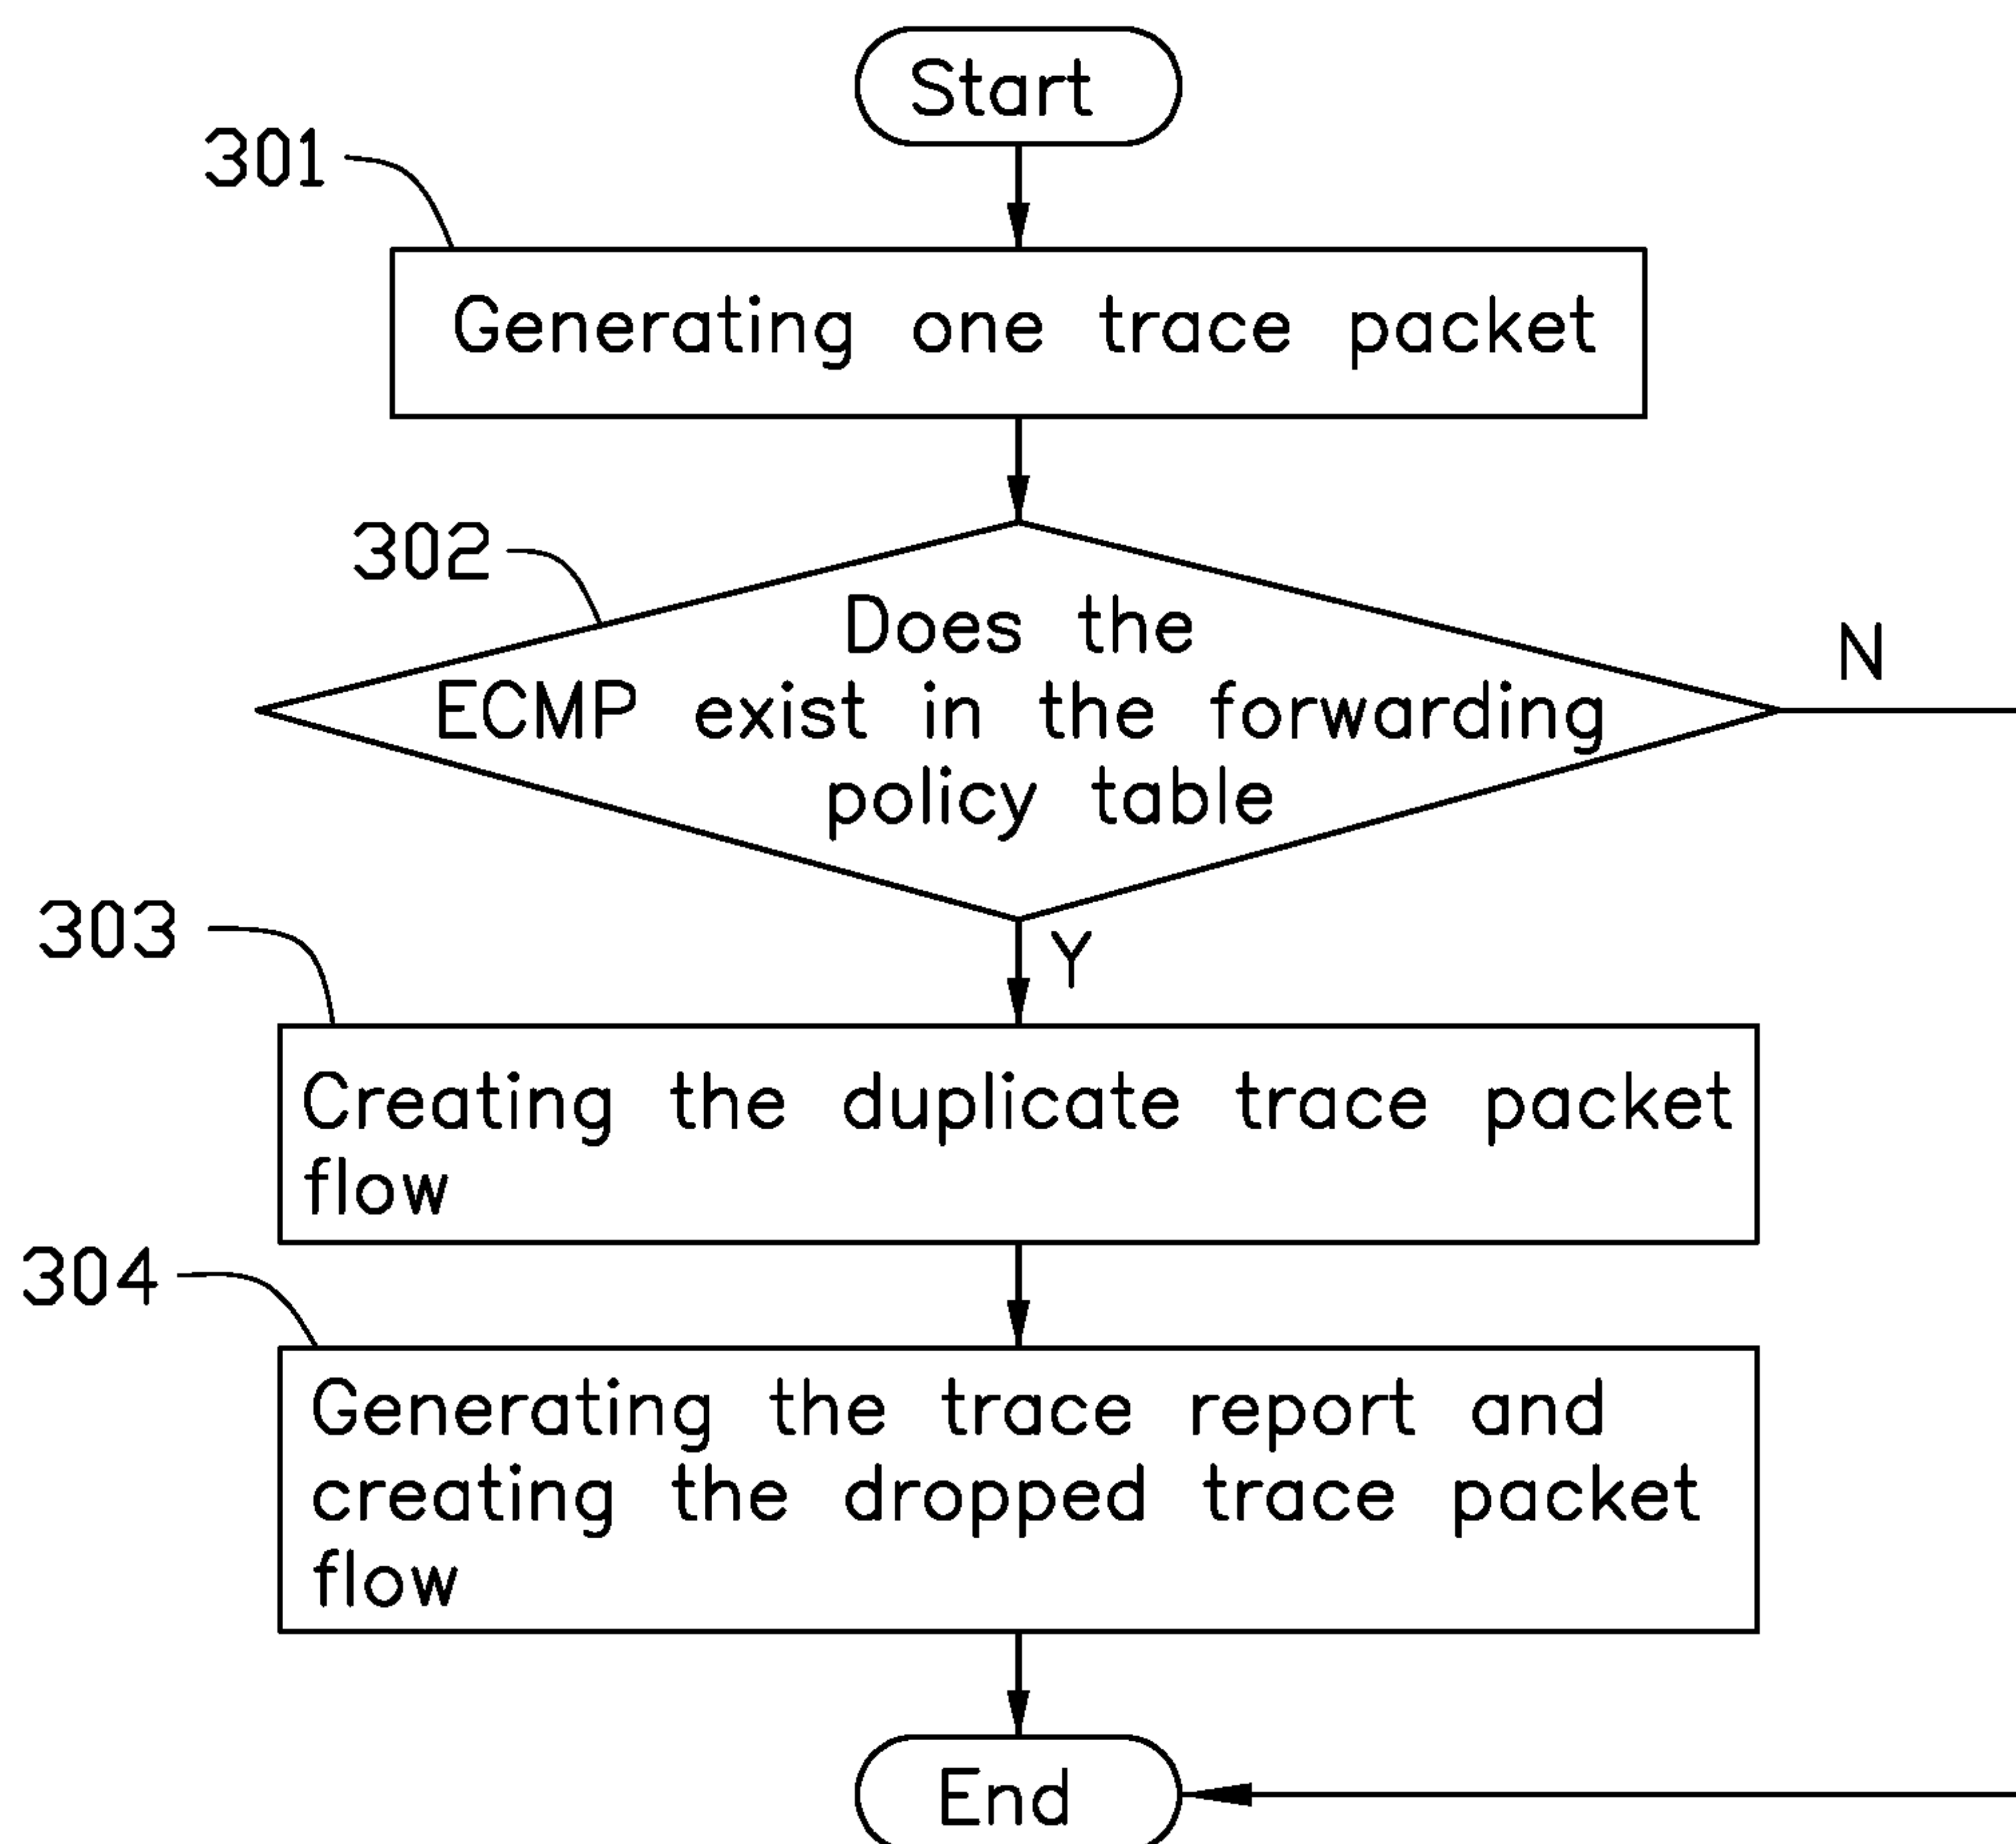 Start
301
Generating one trace packet
302
Does the
ECMP exist in the forwarding
policy table
N
Y
303
Creating the duplicate trace packet
flow
304
Generating the trace report and
creating the dropped trace packet
flow
End